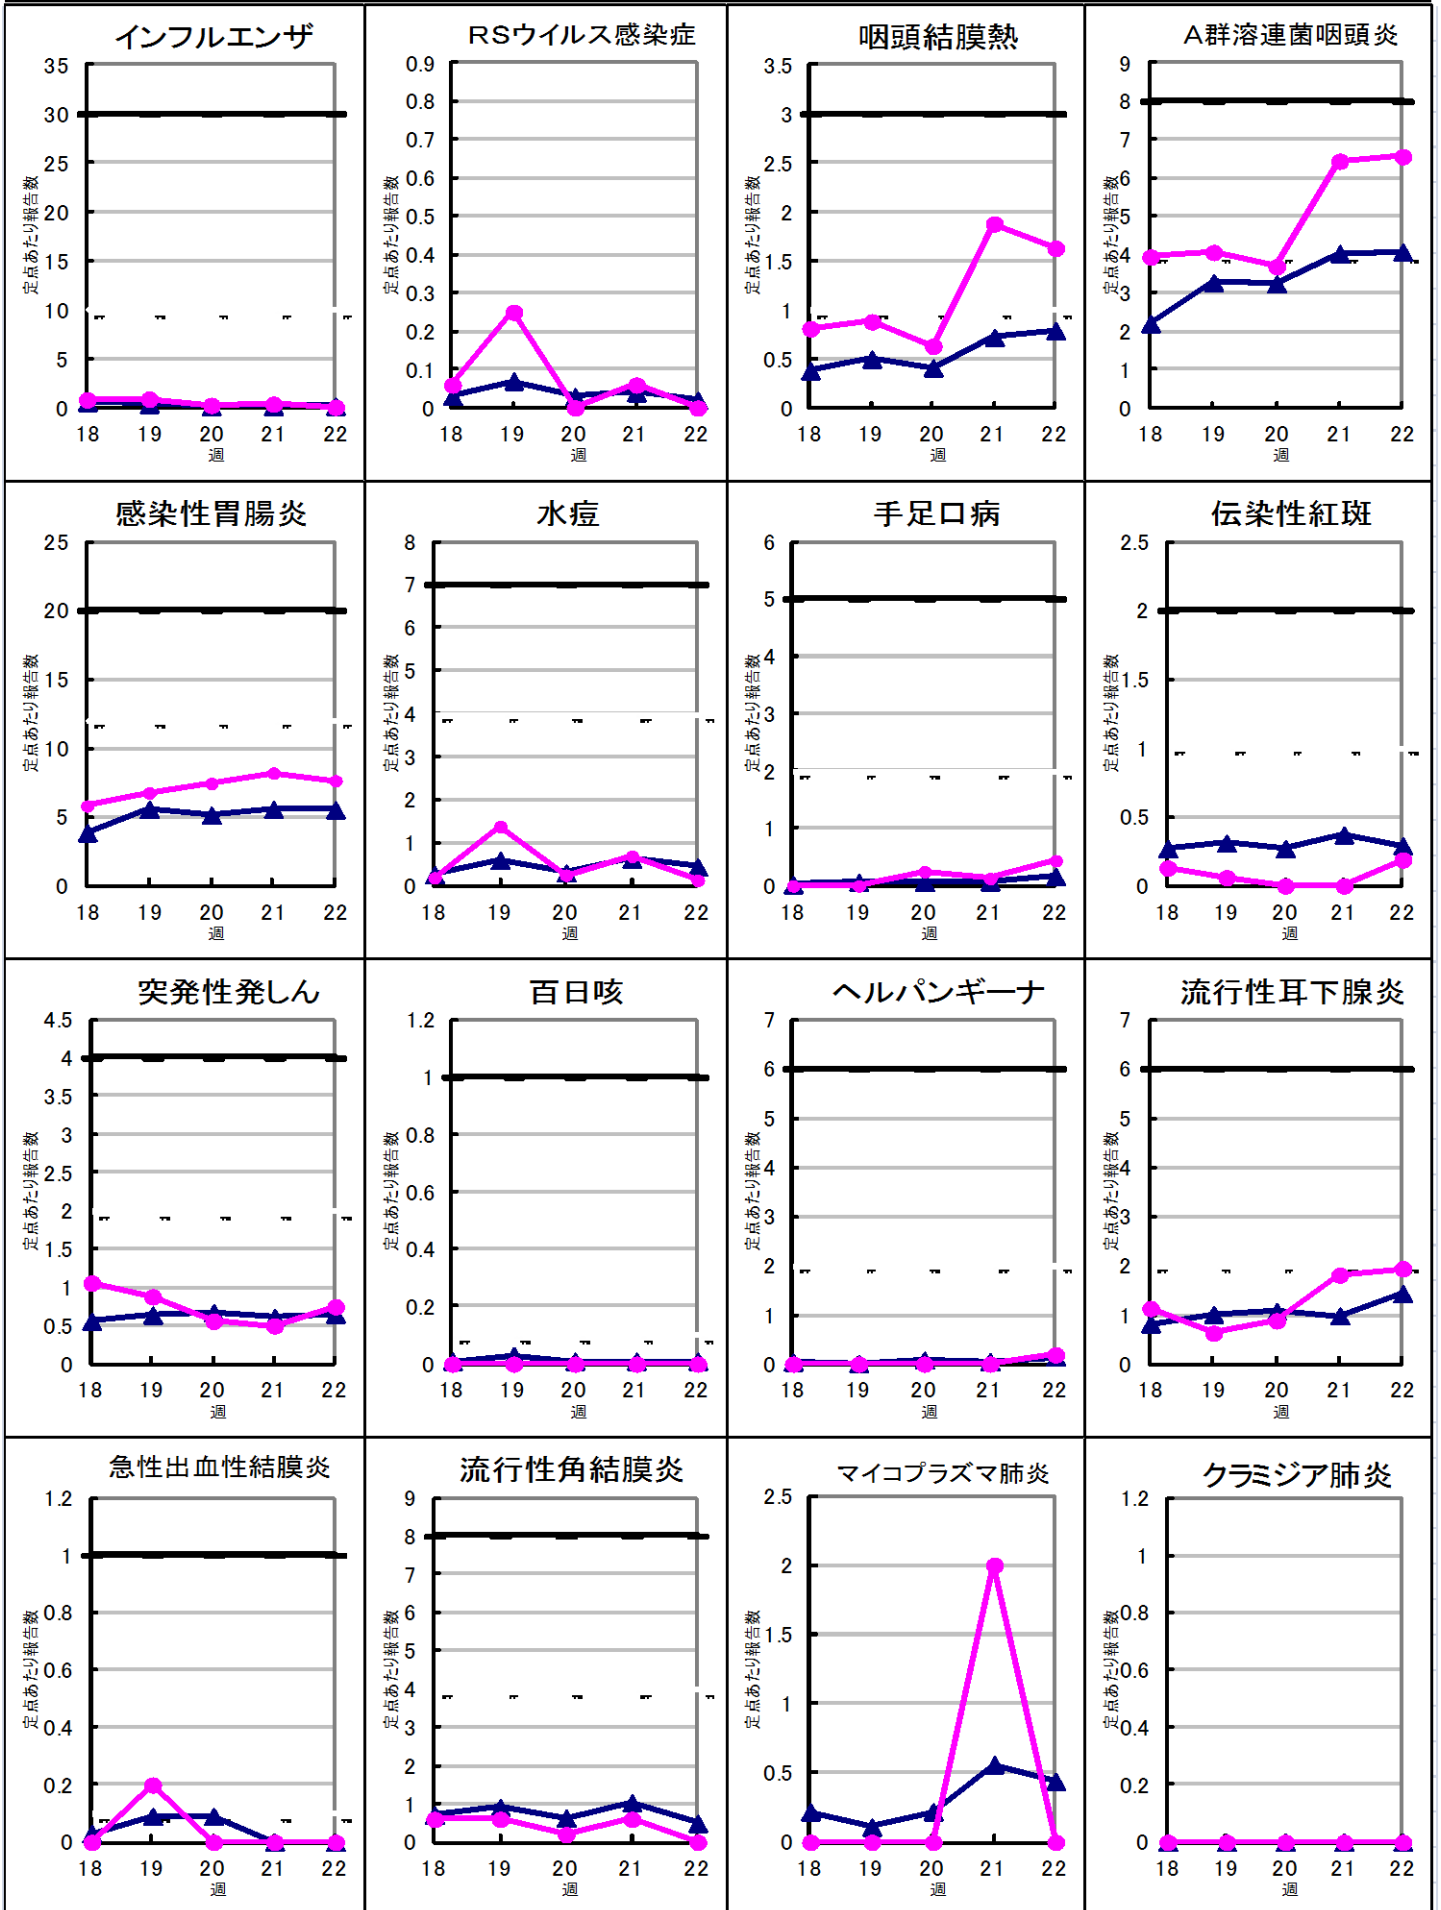 インフルエンザ
35
30
25
20
15
10
5
0
定点あたり報告数
18 19 20 21 22
週
RSウイルス感染症
0.9
0.8
0.7
0.6
0.5
0.4
0.3
0.2
0.1
0
定点あたり報告数
18 19 20 21 22
週
咽頭結膜熱
3.5
3
2.5
2
1.5
1
0.5
0
定点あたり報告数
18 19 20 21 22
週
A群溶連菌咽頭炎
9
8
7
6
5
4
3
2
1
0
定点あたり報告数
18 19 20 21 22
週
感染性胃腸炎
25
20
15
10
5
0
定点あたり報告数
18 19 20 21 22
週
水痘
8
7
6
5
4
3
2
1
0
定点あたり報告数
18 19 20 21 22
週
手足口病
6
5
4
3
2
1
0
定点あたり報告数
18 19 20 21 22
週
伝染性紅斑
2.5
2
1.5
1
0.5
0
定点あたり報告数
18 19 20 21 22
週
突発性発しん
4.5
4
3.5
3
2.5
2
1.5
1
0.5
0
定点あたり報告数
18 19 20 21 22
週
百日咳
1.2
1
0.8
0.6
0.4
0.2
0
定点あたり報告数
18 19 20 21 22
週
ヘルパンギーナ
7
6
5
4
3
2
1
0
定点あたり報告数
18 19 20 21 22
週
流行性耳下腺炎
7
6
5
4
3
2
1
0
定点あたり報告数
18 19 20 21 22
週
急性出血性結膜炎
1.2
1
0.8
0.6
0.4
0.2
0
定点あたり報告数
18 19 20 21 22
週
流行性角結膜炎
9
8
7
6
5
4
3
2
1
0
定点あたり報告数
18 19 20 21 22
週
マイコプラズマ肺炎
2.5
2
1.5
1
0.5
0
定点あたり報告数
18 19 20 21 22
週
クラミジア肺炎
1.2
1
0.8
0.6
0.4
0.2
0
定点あたり報告数
18 19 20 21 22
週